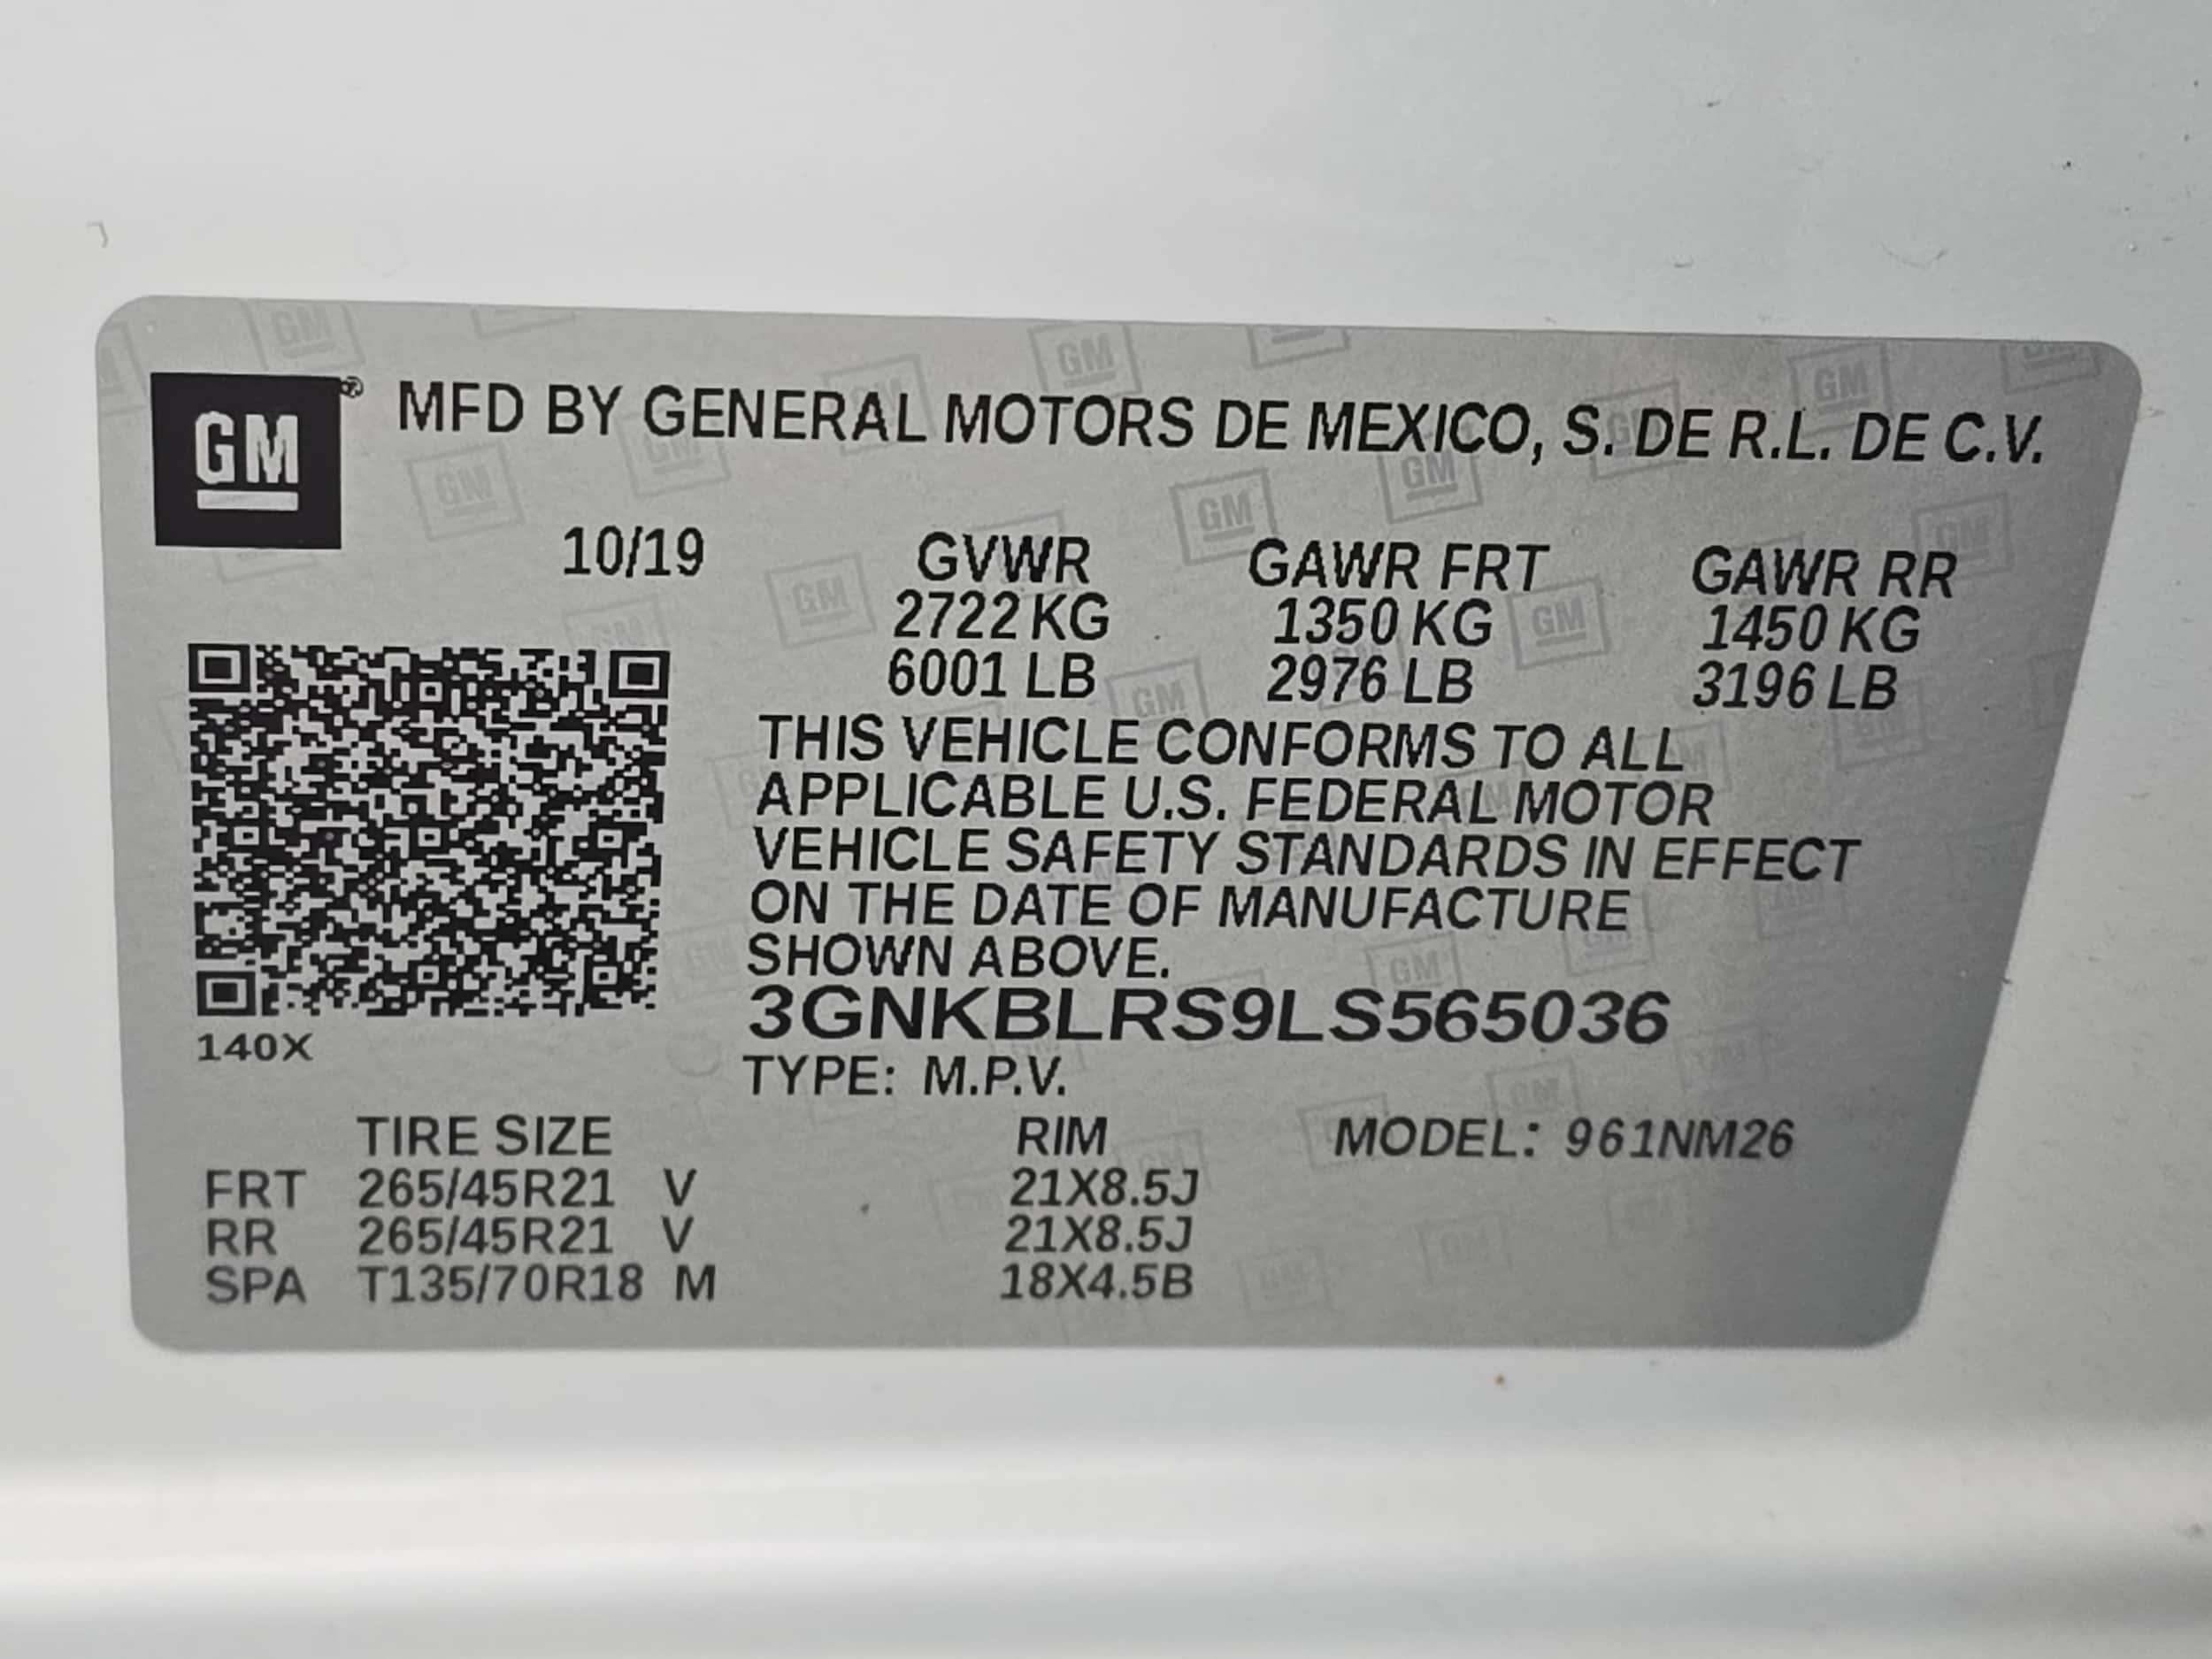 GM® MFD BY GENERAL MOTORS DE MEXICO, S. DE R.L. DE C.V.
10/19 GVWR GAWR FRT GAWR RR
2722 KG 1350 KG 1450 KG
6001 LB 2976 LB 3196 LB
THIS VEHICLE CONFORMS TO ALL
APPLICABLE U.S. FEDERAL MOTOR
VEHICLE SAFETY STANDARDS IN EFFECT
ON THE DATE OF MANUFACTURE
SHOWN ABOVE.
3GNKBLRS9LS565036
140X
TYPE: M.P.V.
TIRE SIZE RIM MODEL: 961NM26
FRT 265/45R21 V 21X8.5J
RR 265/45R21 V 21X8.5J
SPA T135/70R18 M 18X4.5B